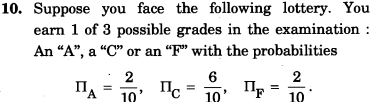 10. Suppose you face the following lottery. You
earn 1 of 3 possible grades in the examination :
An “A”, a “C” or an “F” with the probabilities
Π_A = 2/10, Π_C = 6/10, Π_F = 2/10.